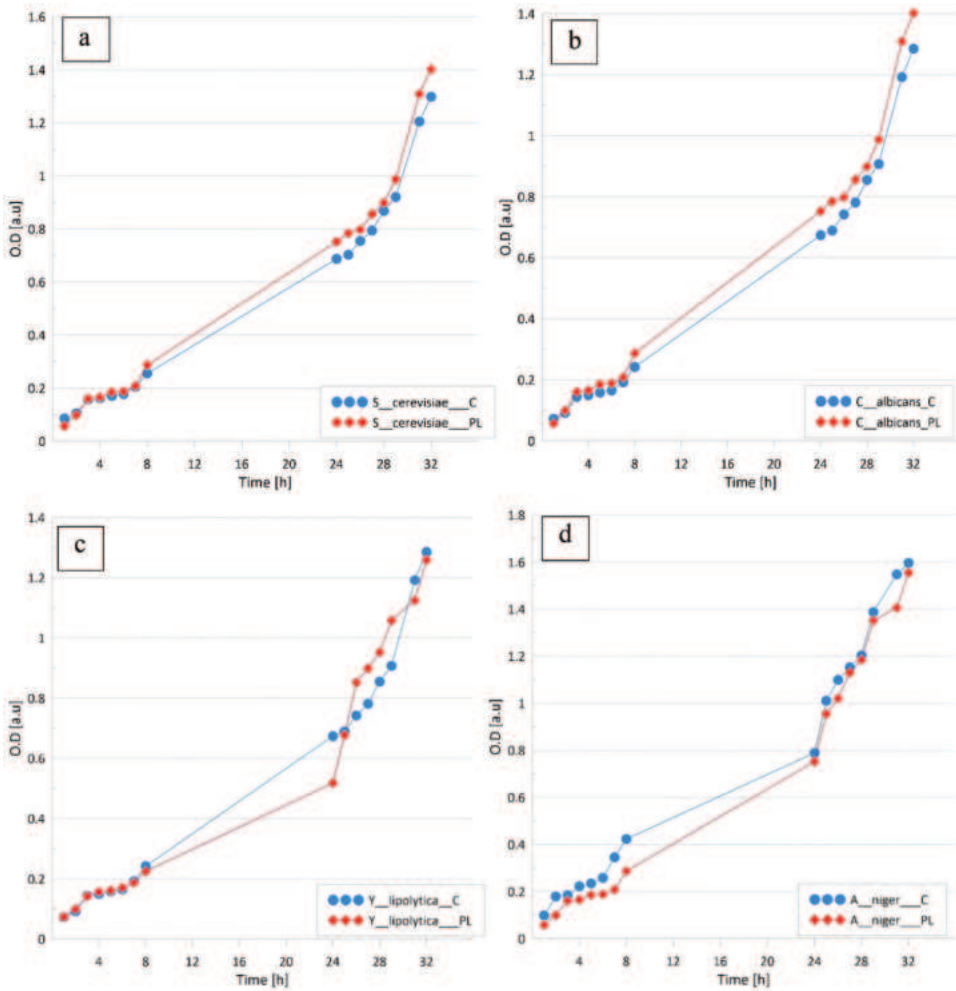 a
1.6
1.4
1.2
1
0.8
0.6
0.4
0.2
0
O.D [a.u]
4 8 12 16 20 24 28 32
Time [h]
S__cerevisiae___C
S__cerevisiae___PL
b
1.4
1.2
1
0.8
0.6
0.4
0.2
0
O.D [a.u]
4 8 12 16 20 24 28 32
Time [h]
C__albicans_C
C__albicans_PL
c
1.4
1.2
1
0.8
0.6
0.4
0.2
0
O.D [a.u]
4 8 12 16 20 24 28 32
Time [h]
Y__lipolytica__C
Y__lipolytica___PL
d
1.8
1.6
1.4
1.2
1
0.8
0.6
0.4
0.2
0
O.D [a.u]
4 8 12 16 20 24 28 32
Time [h]
A__niger___C
A__niger___PL